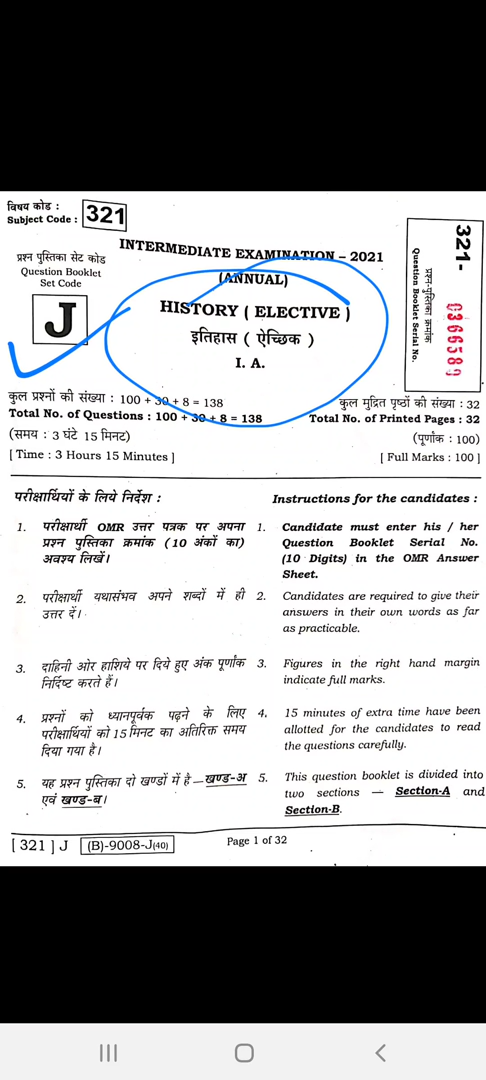 विषय कोड :
Subject Code : 321
प्रश्न पुस्तिका सेट कोड
Question Booklet
Set Code
J
INTERMEDIATE EXAMINATION – 2021
(ANNUAL)
HISTORY ( ELECTIVE )
इतिहास ( ऐच्छिक )
I. A.
321-
प्रश्न-पुस्तिका क्रमांक
Question Booklet Serial No.
0366589
कुल प्रश्नों की संख्या : 100 + 30 + 8 = 138
Total No. of Questions : 100 + 30 + 8 = 138
(समय : 3 घंटे 15 मिनट)
[ Time : 3 Hours 15 Minutes ]
कुल मुद्रित पृष्ठों की संख्या : 32
Total No. of Printed Pages : 32
(पूर्णांक : 100)
[ Full Marks : 100 ]
परीक्षार्थियों के लिये निर्देश :
1. परीक्षार्थी OMR उत्तर पत्रक पर अपना
प्रश्न पुस्तिका क्रमांक (10 अंकों का)
अवश्य लिखें।
2. परीक्षार्थी यथासंभव अपने शब्दों में ही
उत्तर दें।
3. दाहिनी ओर हाशिये पर दिये हुए अंक पूर्णांक
निर्दिष्ट करते हैं।
4. प्रश्नों को ध्यानपूर्वक पढ़ने के लिए
परीक्षार्थियों को 15 मिनट का अतिरिक्त समय
दिया गया है।
5. यह प्रश्न पुस्तिका दो खण्डों में है — खण्ड-अ
एवं खण्ड-ब।
Instructions for the candidates :
1. Candidate must enter his / her
Question Booklet Serial No.
(10 Digits) in the OMR Answer
Sheet.
2. Candidates are required to give their
answers in their own words as far
as practicable.
3. Figures in the right hand margin
indicate full marks.
4. 15 minutes of extra time have been
allotted for the candidates to read
the questions carefully.
5. This question booklet is divided into
two sections — Section-A and
Section-B.
[ 321 ] J (B)-9008-J(40) Page 1 of 32